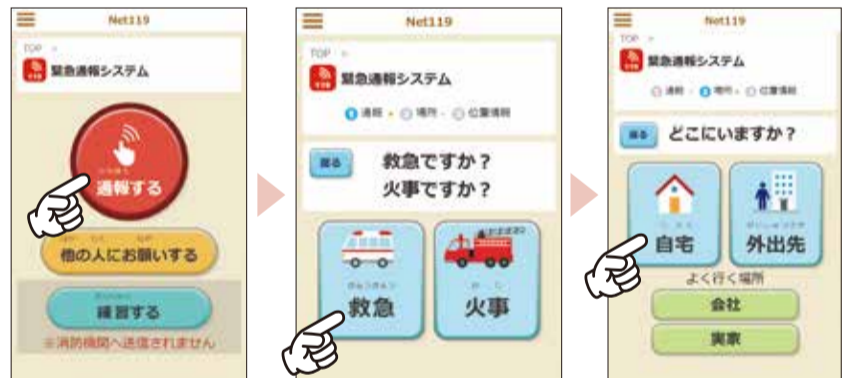 Net119
TOP >
緊急通報システム
通報する
他の人にお願いする
練習する
※消防機関へ送信されません
Net119
TOP >
緊急通報システム
通報 - 場所 - 位置情報
戻る
救急ですか？
火事ですか？
救急
火事
Net119
TOP >
緊急通報システム
通報 - 場所 - 位置情報
戻る
どこにいますか？
自宅
外出先
よく行く場所
会社
実家